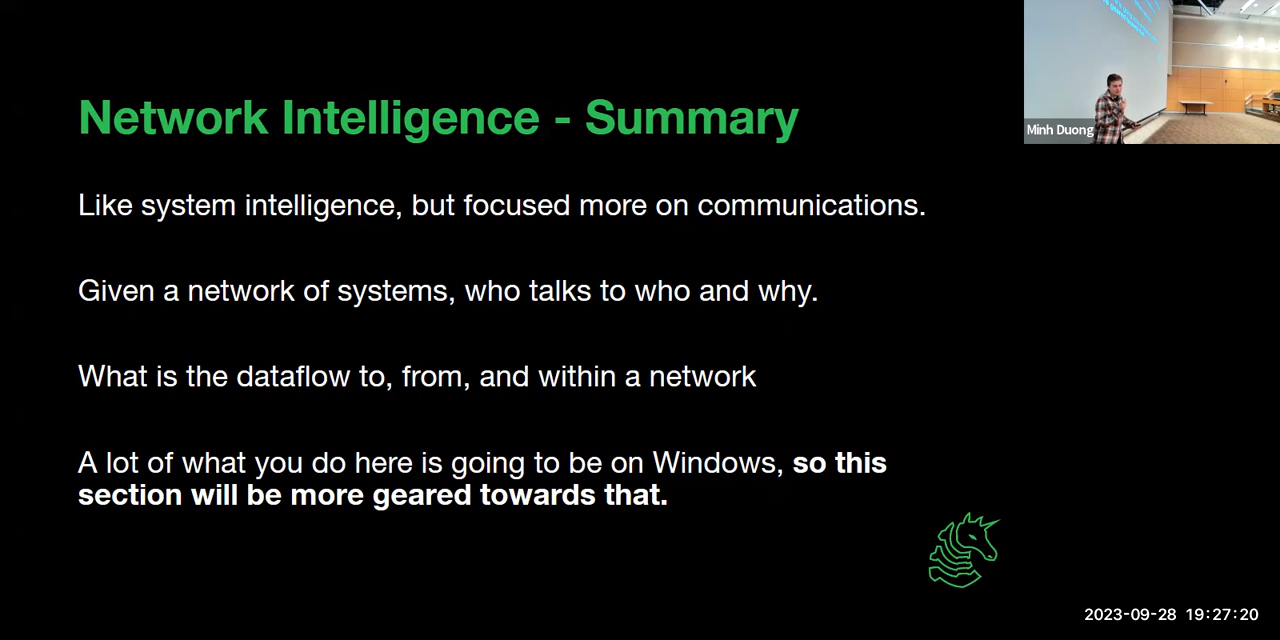 Network Intelligence - Summary
Like system intelligence, but focused more on communications.
Given a network of systems, who talks to who and why.
What is the dataflow to, from, and within a network
A lot of what you do here is going to be on Windows, so this
section will be more geared towards that.
Minh Duong
2023-09-28 19:27:20